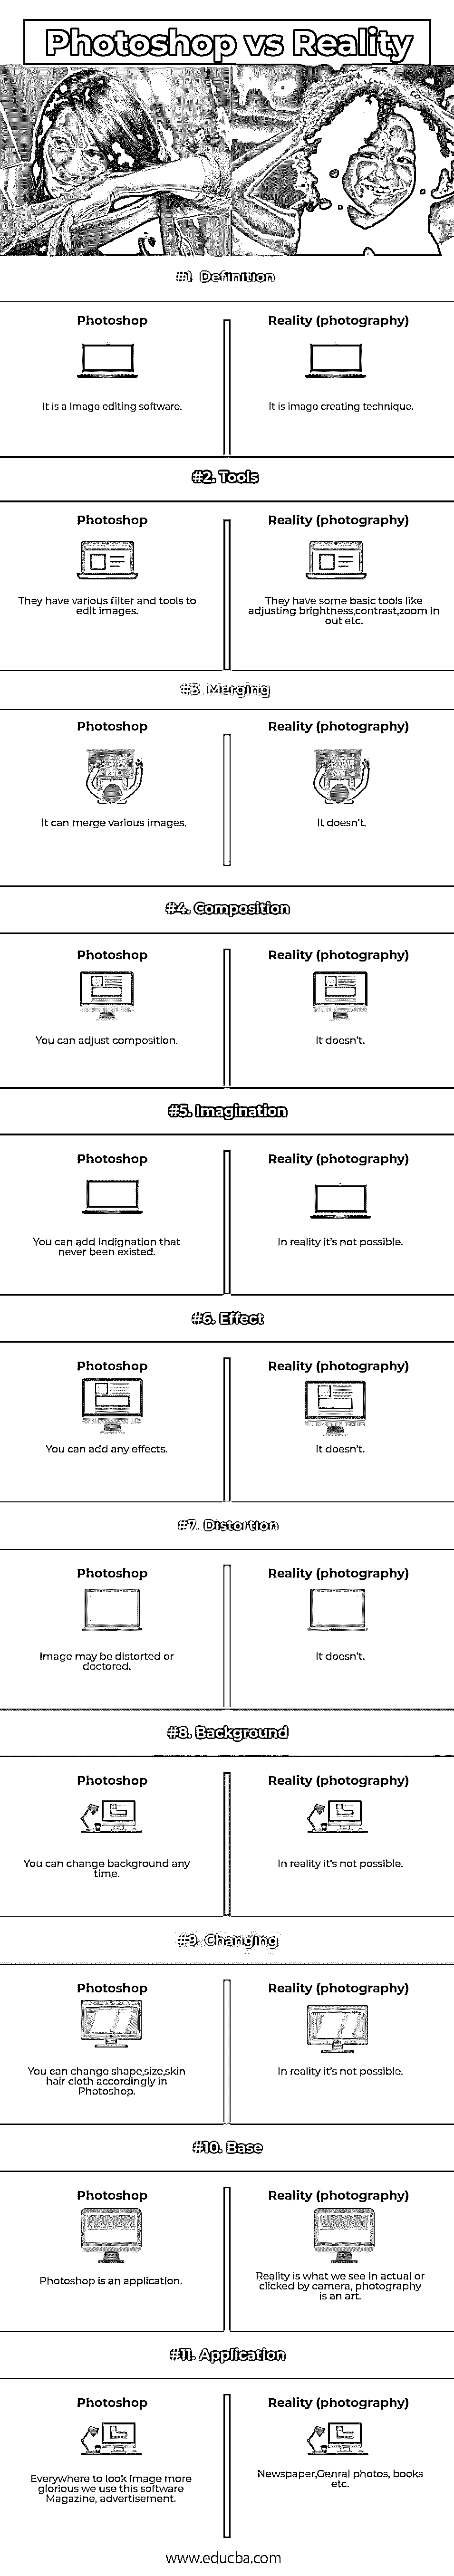 Photoshop vs Reality
#1. Definition
Photoshop
Reality (photography)
It is a image editing software.
It is image creating technique.
#2. Tools
Photoshop
Reality (photography)
They have various filter and tools to
edit images.
They have some basic tools like
adjusting brightness,contrast,zoom in
out etc.
#3. Merging
Photoshop
Reality (photography)
It can merge various images.
It doesn't.
#4. Composition
Photoshop
Reality (photography)
You can adjust composition.
It doesn't.
#5. Imagination
Photoshop
Reality (photography)
You can add indignation that
never been existed.
In reality it's not possible.
#6. Effect
Photoshop
Reality (photography)
You can add any effects.
It doesn't.
#7. Distortion
Photoshop
Reality (photography)
Image may be distorted or
doctored.
It doesn't.
#8. Background
Photoshop
Reality (photography)
You can change background any
time.
In reality it's not possible.
#9. Changing
Photoshop
Reality (photography)
You can change shape,size,skin
hair cloth accordingly in
Photoshop.
In reality it's not possible.
#10. Base
Photoshop
Reality (photography)
Photoshop is an application.
Reality is what we see in actual or
clicked by camera, photography
is an art.
#11. Application
Photoshop
Reality (photography)
Everywhere to look image more
glorious we use this software
Magazine, advertisement.
Newspaper,Genral photos, books
etc.
www.educba.com